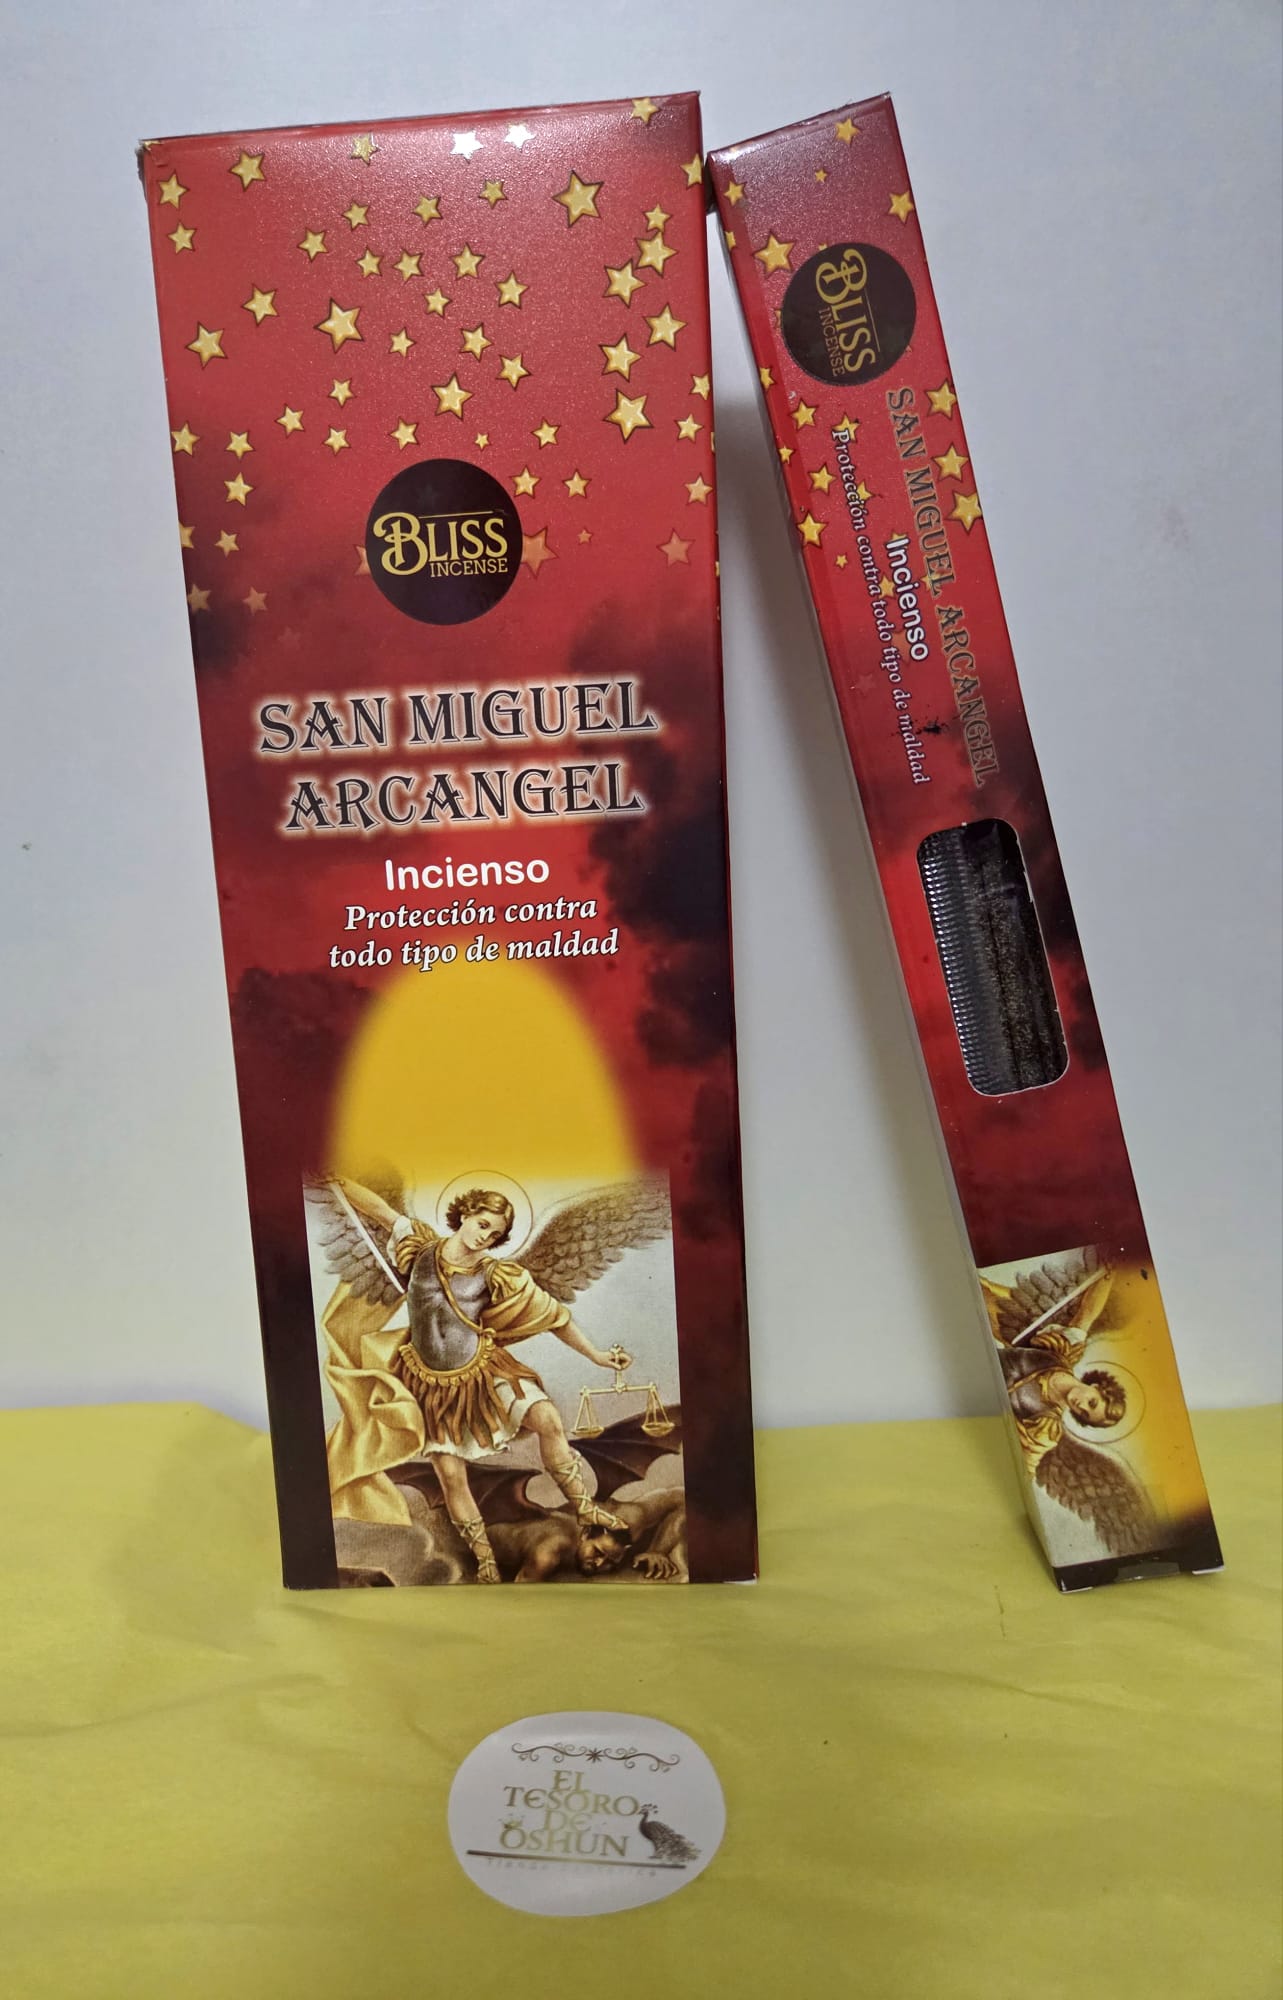 BLISS
INCENSE
SAN MIGUEL
ARCANGEL
Incienso
Protección contra
todo tipo de maldad
BLISS
INCENSE
SAN MIGUEL ARCANGEL
Incienso
Protección contra todo tipo de maldad
EL
TESORO
DE
OSHUN